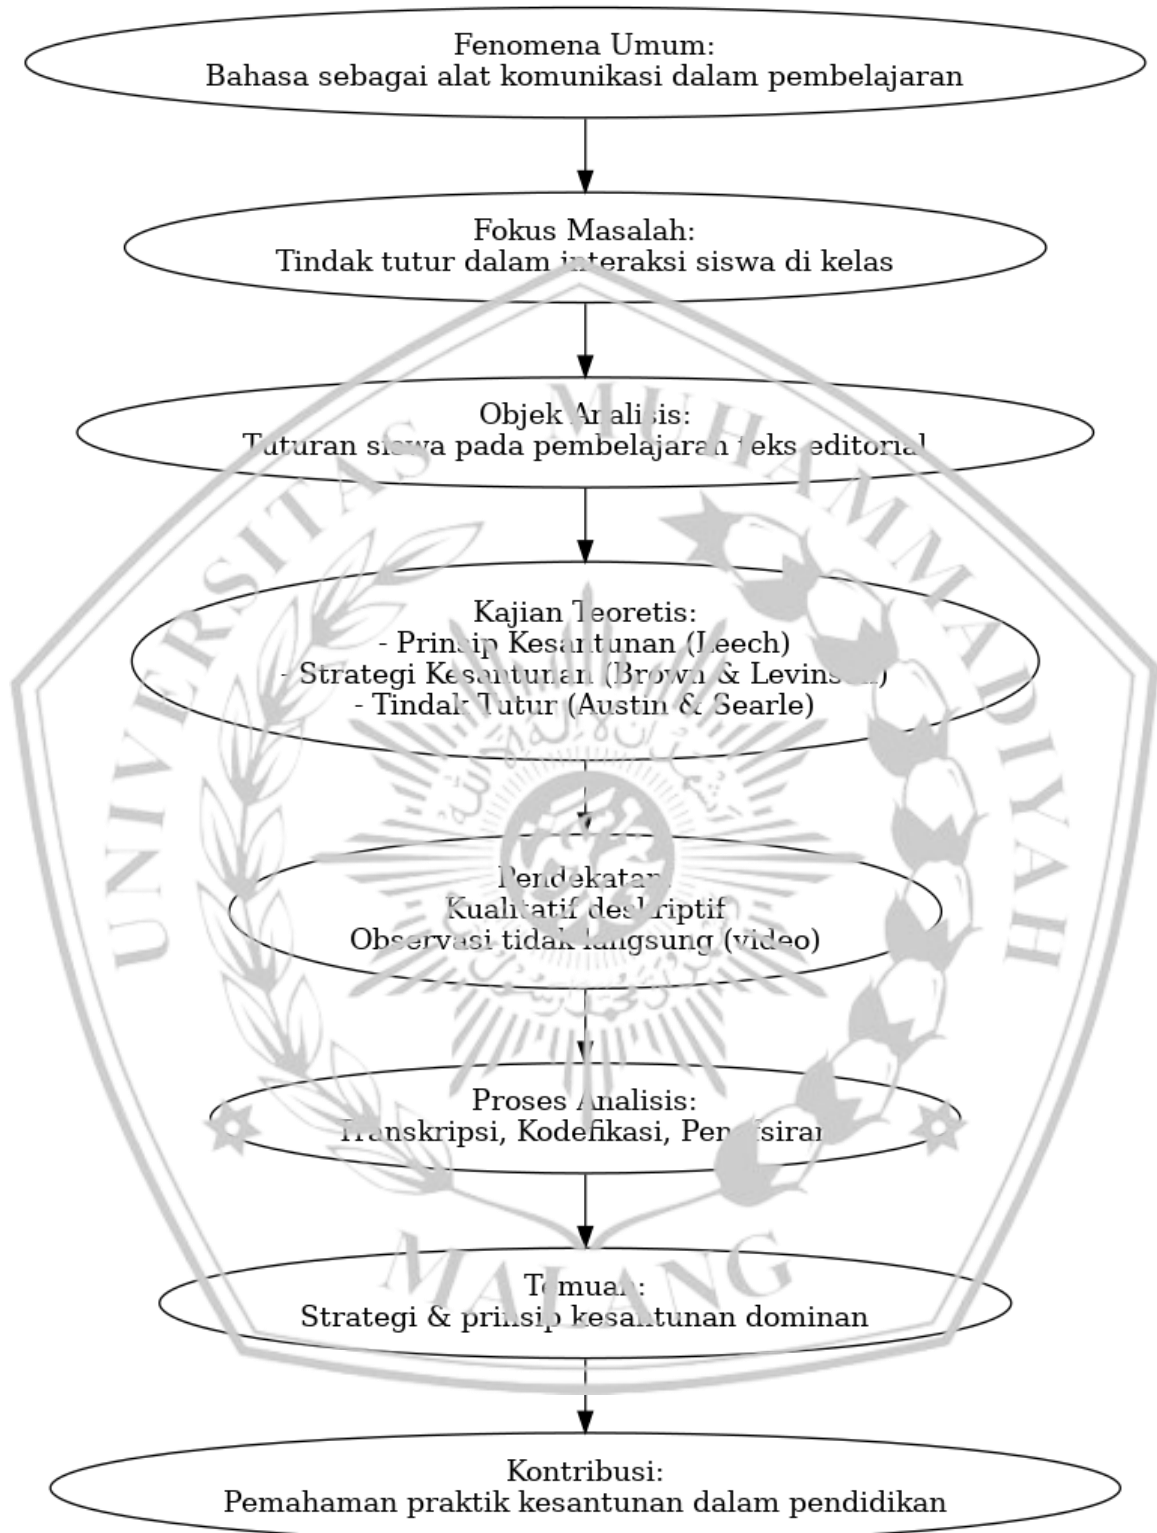 Fenomena Umum:
Bahasa sebagai alat komunikasi dalam pembelajaran
Fokus Masalah:
Tindak tutur dalam interaksi siswa di kelas
Objek Analisis:
Tuturan siswa pada pembelajaran teks editorial
Kajian Teoretis:
- Prinsip Kesantunan (Leech)
- Strategi Kesantunan (Brown & Levinson)
- Tindak Tutur (Austin & Searle)
Pendekatan:
Kualitatif deskriptif
Observasi tidak langsung (video)
Proses Analisis:
Transkripsi, Kodefikasi, Penafsiran
Temuan:
Strategi & prinsip kesantunan dominan
Kontribusi:
Pemahaman praktik kesantunan dalam pendidikan
UNIVERSITAS MUHAMMADIYAH
MALANG